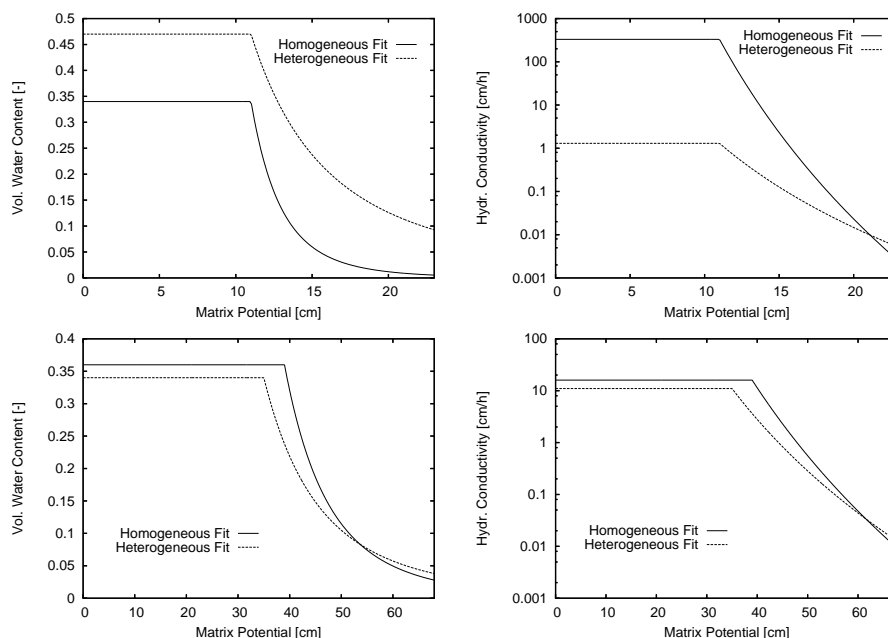 0.5
0.45
0.4
0.35
0.3
0.25
0.2
0.15
0.1
0.05
0
Vol. Water Content [-]
Homogeneous Fit
Heterogeneous Fit
0 5 10 15 20
Matrix Potential [cm]
1000
100
10
1
0.1
0.01
0.001
Hydr. Conductivity [cm/h]
Homogeneous Fit
Heterogeneous Fit
0 5 10 15 20
Matrix Potential [cm]
0.4
0.35
0.3
0.25
0.2
0.15
0.1
0.05
0
Vol. Water Content [-]
Homogeneous Fit
Heterogeneous Fit
0 10 20 30 40 50 60
Matrix Potential [cm]
100
10
1
0.1
0.01
0.001
Hydr. Conductivity [cm/h]
Homogeneous Fit
Heterogeneous Fit
0 10 20 30 40 50 60
Matrix Potential [cm]